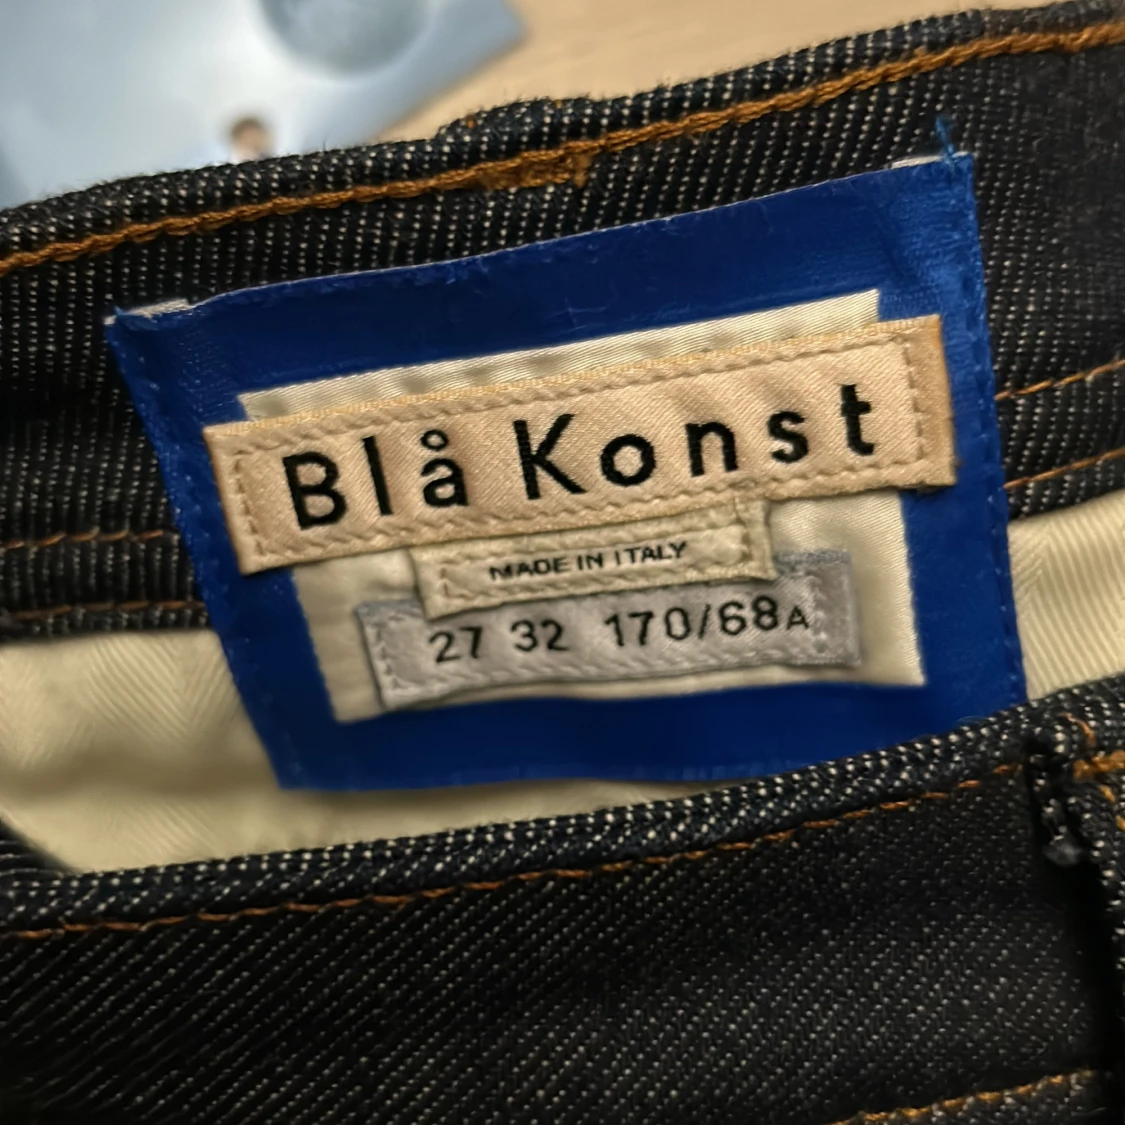 Blå Konst
MADE IN ITALY
27 32 170/68A